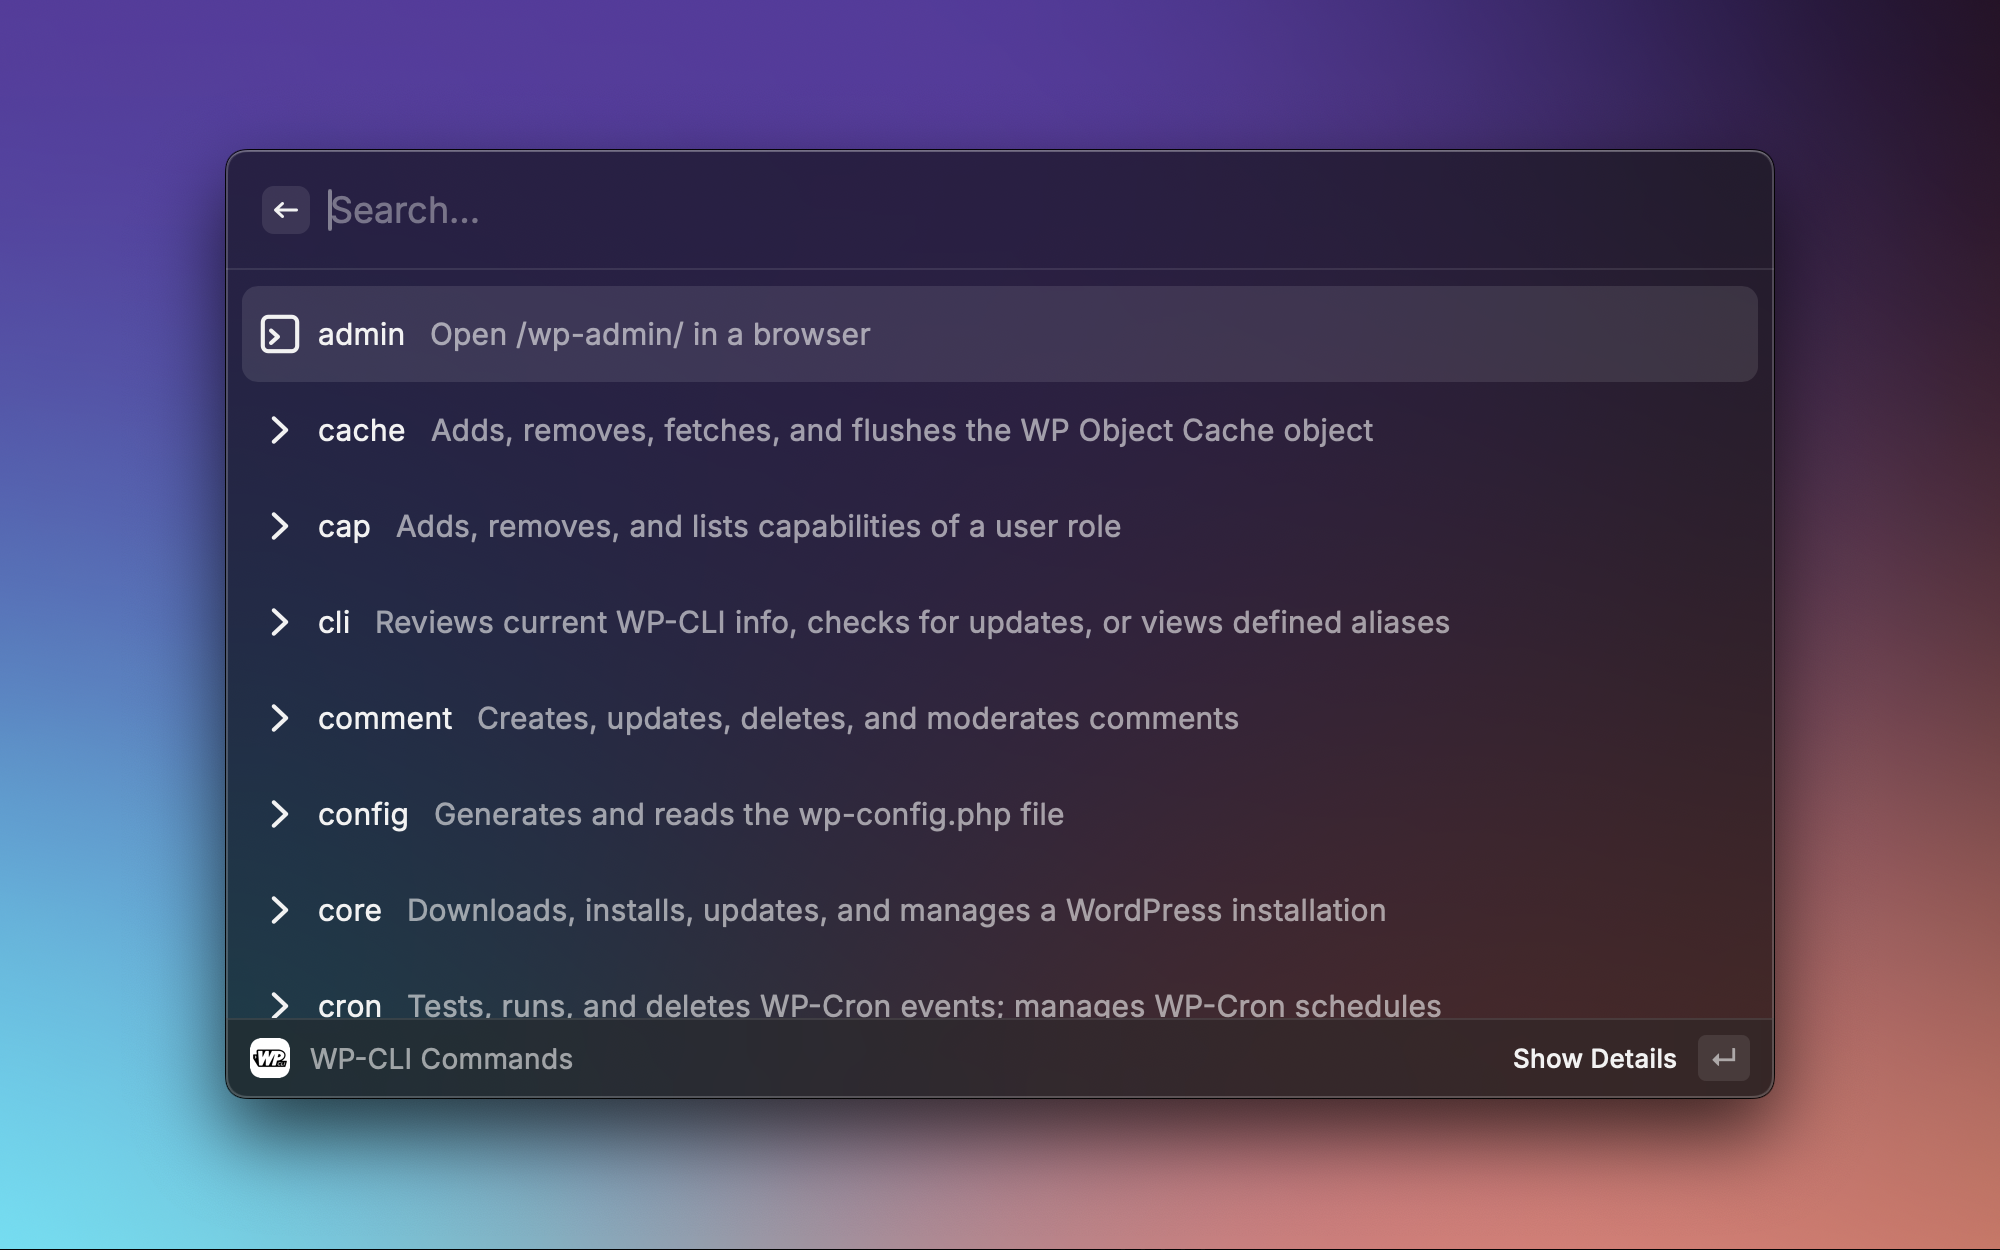 Search...
admin Open /wp-admin/ in a browser
cache Adds, removes, fetches, and flushes the WP Object Cache object
cap Adds, removes, and lists capabilities of a user role
cli Reviews current WP-CLI info, checks for updates, or views defined aliases
comment Creates, updates, deletes, and moderates comments
config Generates and reads the wp-config.php file
core Downloads, installs, updates, and manages a WordPress installation
cron Tests, runs, and deletes WP-Cron events; manages WP-Cron schedules
WP WP-CLI Commands Show Details